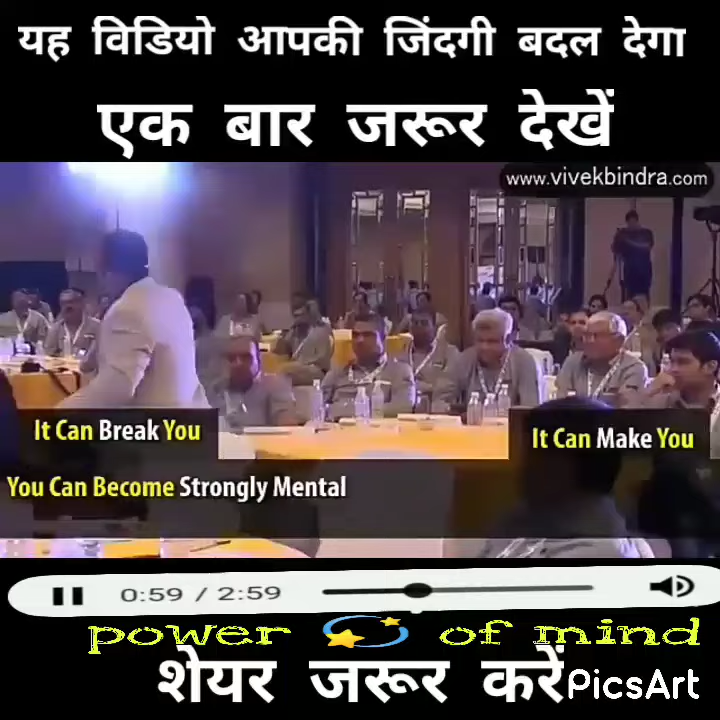 यह विडियो आपकी जिंदगी बदल देगा
एक बार जरूर देखें
www.vivekbindra.com
It Can Break You
It Can Make You
You Can Become Strongly Mental
0:59 / 2:59
power 💫 of mind
शेयर जरूर करें PicsArt